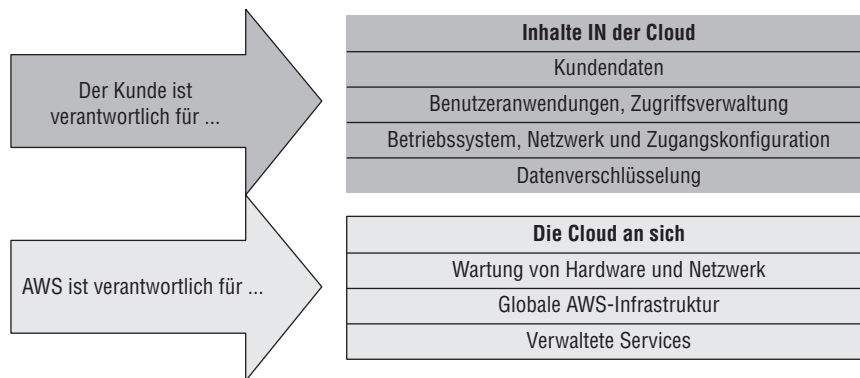 Der Kunde ist
verantwortlich für ...
Inhalte IN der Cloud
Kundendaten
Benutzeranwendungen, Zugriffsverwaltung
Betriebssystem, Netzwerk und Zugangskonfiguration
Datenverschlüsselung
AWS ist verantwortlich für ...
Die Cloud an sich
Wartung von Hardware und Netzwerk
Globale AWS-Infrastruktur
Verwaltete Services